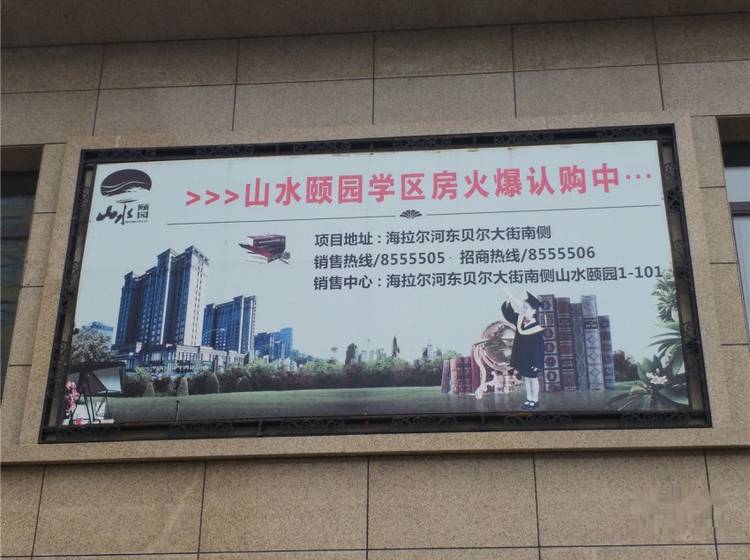 山水
颐园
>>>山水颐园学区房火爆认购中…
项目地址：海拉尔河东贝尔大街南侧
销售热线/8555505 招商热线/8555506
销售中心：海拉尔河东贝尔大街南侧山水颐园1-101